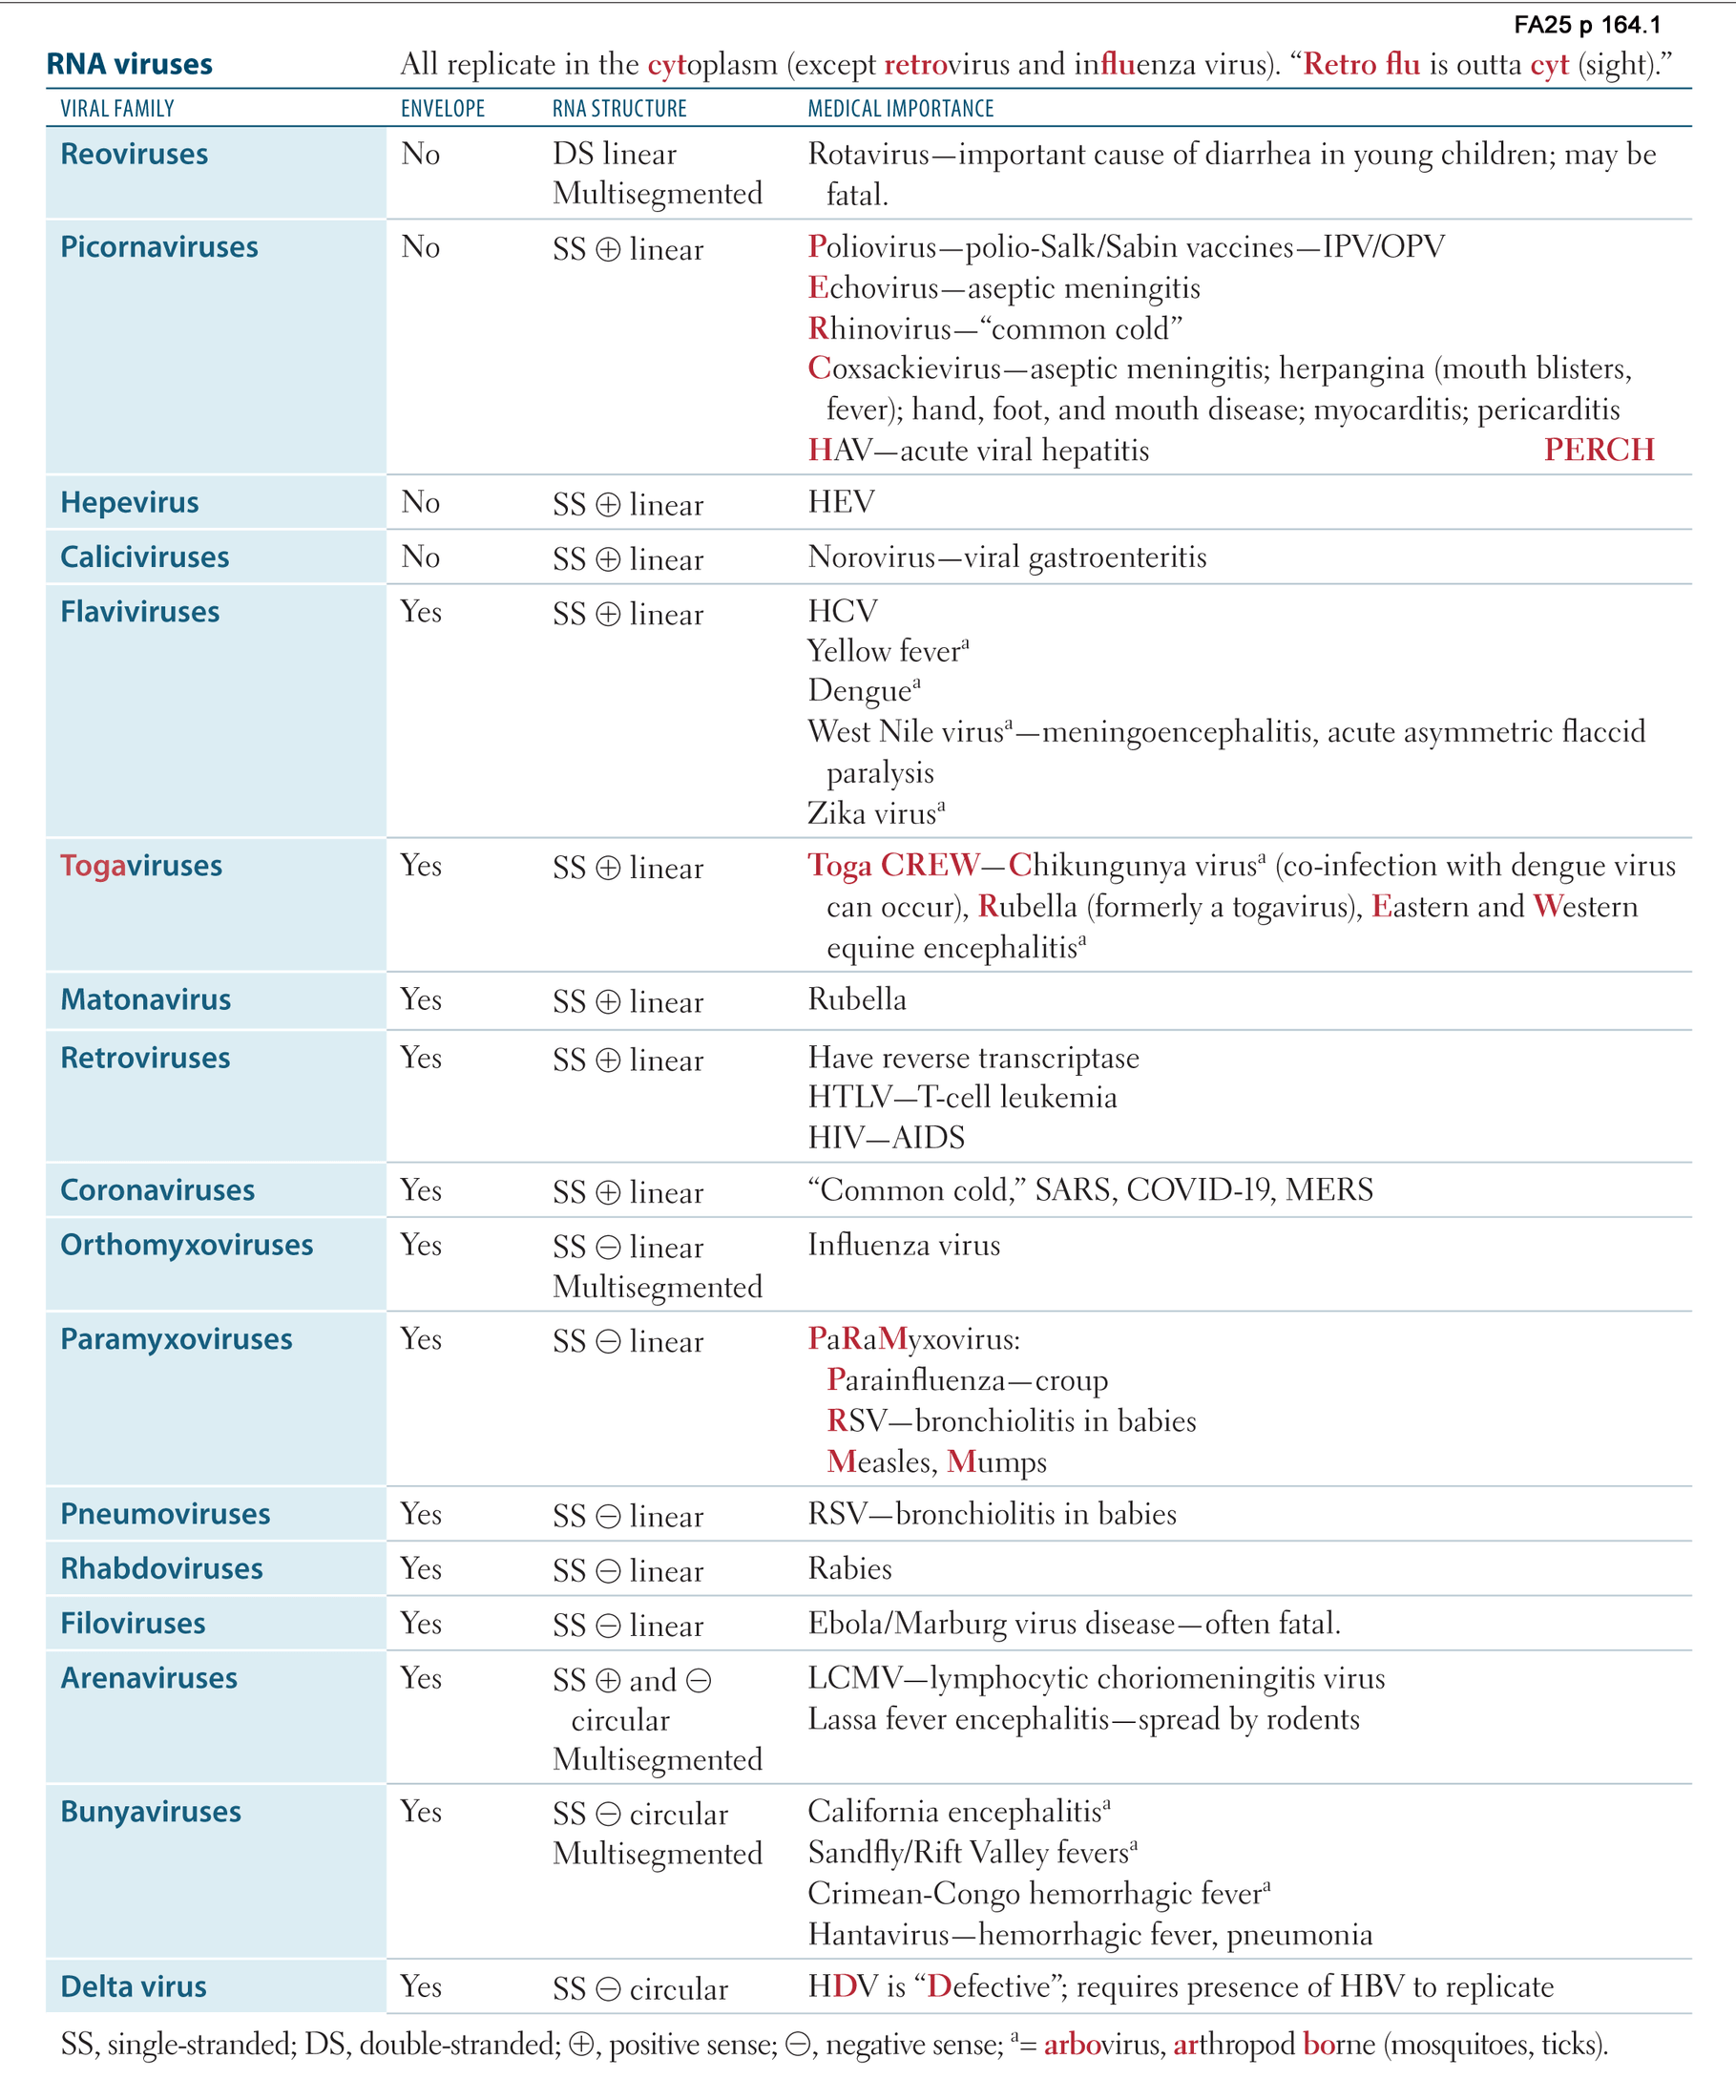 FA25 p 164.1
RNA viruses All replicate in the cytoplasm (except retrovirus and influenza virus). “Retro flu is outta cyt (sight).”
VIRAL FAMILY ENVELOPE RNA STRUCTURE MEDICAL IMPORTANCE
Reoviruses No DS linear Rotavirus—important cause of diarrhea in young children; may be
Multisegmented fatal.
Picornaviruses No SS ⊕ linear Poliovirus—polio-Salk/Sabin vaccines—IPV/OPV
Echovirus—aseptic meningitis
Rhinovirus—“common cold”
Coxsackievirus—aseptic meningitis; herpangina (mouth blisters,
fever); hand, foot, and mouth disease; myocarditis; pericarditis
HAV—acute viral hepatitis PERCH
Hepevirus No SS ⊕ linear HEV
Caliciviruses No SS ⊕ linear Norovirus—viral gastroenteritis
Flaviviruses Yes SS ⊕ linear HCV
Yellow feverᵃ
Dengueᵃ
West Nile virusᵃ—meningoencephalitis, acute asymmetric flaccid
paralysis
Zika virusᵃ
Togaviruses Yes SS ⊕ linear Toga CREW—Chikungunya virusᵃ (co-infection with dengue virus
can occur), Rubella (formerly a togavirus), Eastern and Western
equine encephalitisᵃ
Matonavirus Yes SS ⊕ linear Rubella
Retroviruses Yes SS ⊕ linear Have reverse transcriptase
HTLV—T-cell leukemia
HIV—AIDS
Coronaviruses Yes SS ⊕ linear “Common cold,” SARS, COVID-19, MERS
Orthomyxoviruses Yes SS ⊖ linear Influenza virus
Multisegmented
Paramyxoviruses Yes SS ⊖ linear PaRaMyxovirus:
Parainfluenza—croup
RSV—bronchiolitis in babies
Measles, Mumps
Pneumoviruses Yes SS ⊖ linear RSV—bronchiolitis in babies
Rhabdoviruses Yes SS ⊖ linear Rabies
Filoviruses Yes SS ⊖ linear Ebola/Marburg virus disease—often fatal.
Arenaviruses Yes SS ⊕ and ⊖ LCMV—lymphocytic choriomeningitis virus
circular Lassa fever encephalitis—spread by rodents
Multisegmented
Bunyaviruses Yes SS ⊖ circular California encephalitisᵃ
Multisegmented Sandfly/Rift Valley feversᵃ
Crimean-Congo hemorrhagic feverᵃ
Hantavirus—hemorrhagic fever, pneumonia
Delta virus Yes SS ⊖ circular HDV is “Defective”; requires presence of HBV to replicate
SS, single-stranded; DS, double-stranded; ⊕, positive sense; ⊖, negative sense; ᵃ= arbovirus, arthropod borne (mosquitoes, ticks).